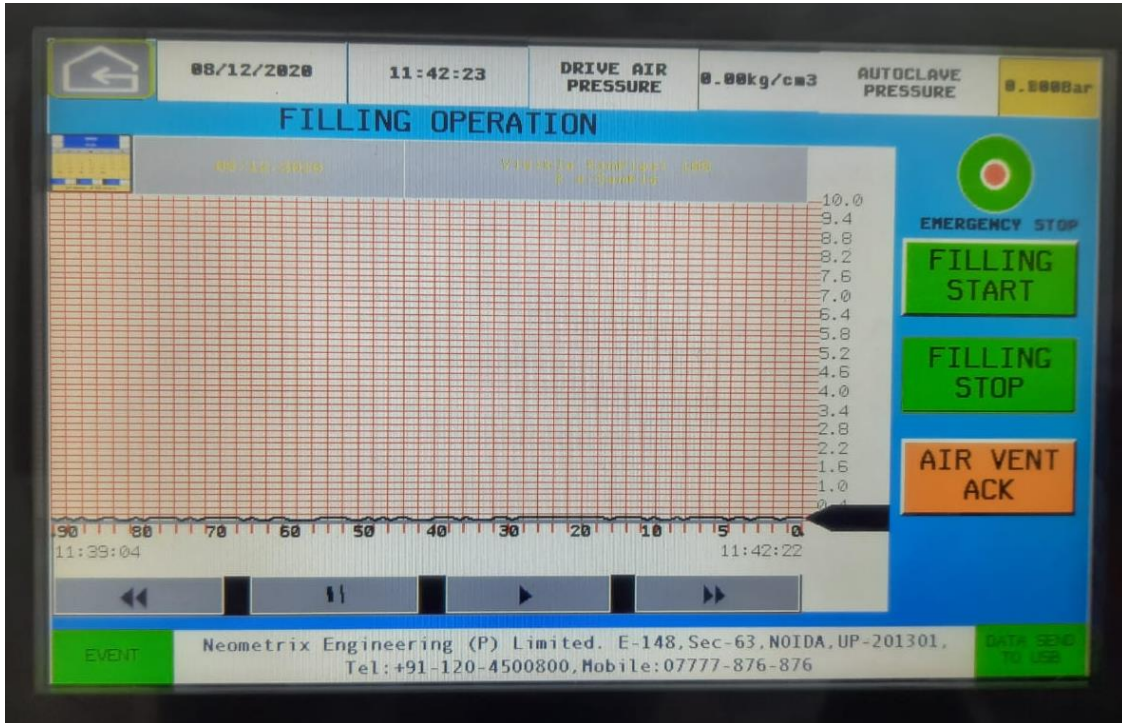 08/12/2020
11:42:23
DRIVE AIR
PRESSURE
0.00kg/cm3
AUTOCLAVE
PRESSURE
FILLING OPERATION
10.0
9.4
8.8
8.2
7.6
7.0
6.4
5.8
5.2
4.6
4.0
3.4
2.8
2.2
1.6
1.0
0.4
EMERGENCY STOP
FILLING
START
FILLING
STOP
AIR VENT
ACK
90 80 70 60 50 40 30 20 10 5 0
11:39:04 11:42:22
EVENT
Neometrix Engineering (P) Limited. E-148,Sec-63,NOIDA,UP-201301,
Tel:+91-120-4500800,Mobile:07777-876-876
DATA SEND
TO USB